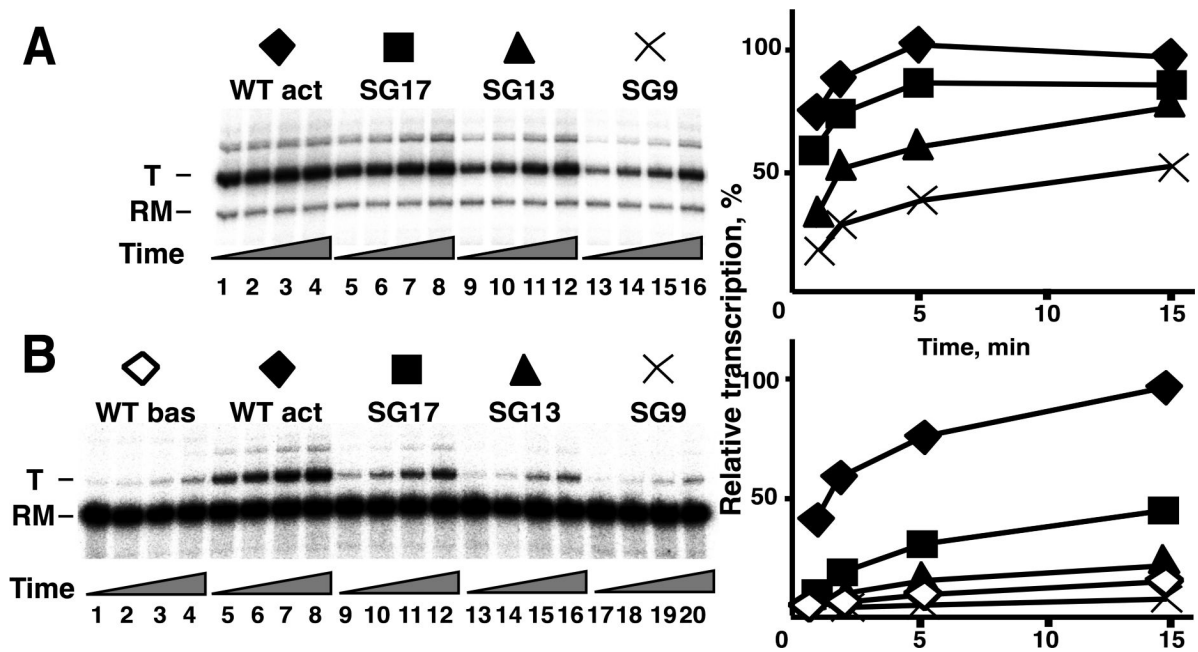 A
WT act SG17 SG13 SG9
T
RM
Time
1 2 3 4 5 6 7 8 9 10 11 12 13 14 15 16
100
50
0 5 10 15
Time, min
Relative transcription, %
B
WT bas WT act SG17 SG13 SG9
T
RM
Time
1 2 3 4 5 6 7 8 9 10 11 12 13 14 15 16 17 18 19 20
100
50
0 5 10 15